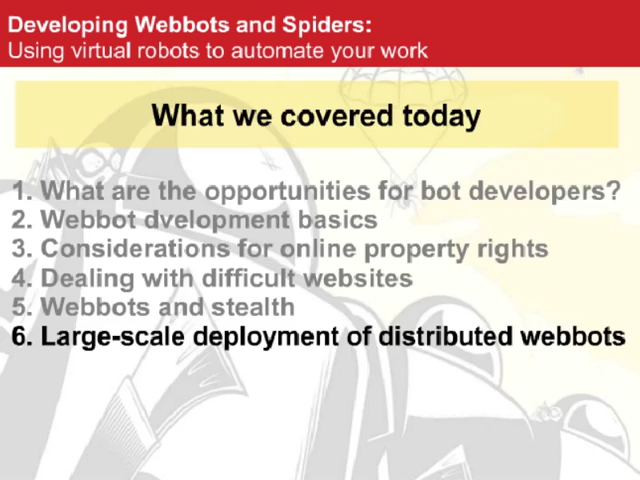 Developing Webbots and Spiders:
Using virtual robots to automate your work
What we covered today
1. What are the opportunities for bot developers?
2. Webbot dvelopment basics
3. Considerations for online property rights
4. Dealing with difficult websites
5. Webbots and stealth
6. Large-scale deployment of distributed webbots